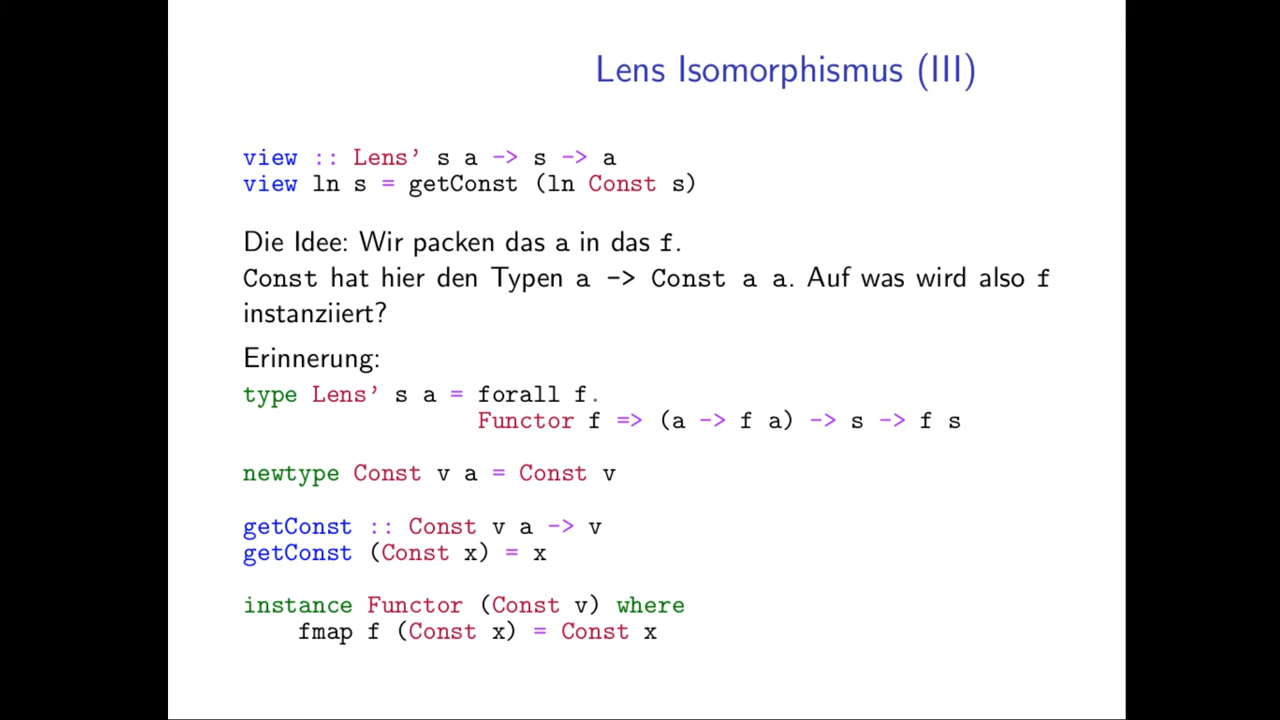 Lens Isomorphismus (III)
view :: Lens’ s a -> s -> a
view ln s = getConst (ln Const s)
Die Idee: Wir packen das a in das f.
Const hat hier den Typen a -> Const a a. Auf was wird also f
instanziiert?
Erinnerung:
type Lens’ s a = forall f.
Functor f => (a -> f a) -> s -> f s
newtype Const v a = Const v
getConst :: Const v a -> v
getConst (Const x) = x
instance Functor (Const v) where
fmap f (Const x) = Const x